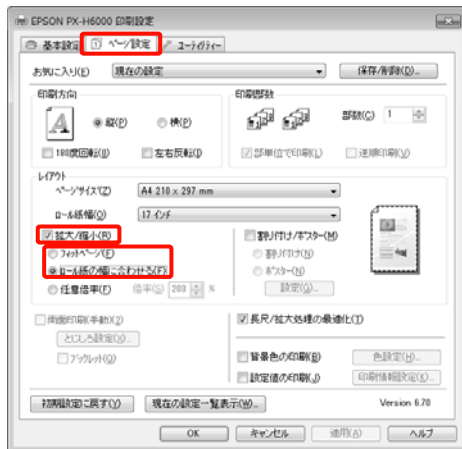 EPSON PX-H6000 印刷設定
基本設定 ページ設定 ユーティリティー
お気に入り(E) 現在の設定 保存/削除(D)...
印刷方向 印刷部数
A 縦(P) 横(P) 部数(C) 1
180度回転(I) 左右反転(I) 部単位で印刷(L) 逆順印刷(V)
レイアウト
ページサイズ(Z) A4 210 x 297 mm
ロール紙幅(Q) 17 インチ
拡大/縮小(R) 割り付け/ポスター(M)
フィットページ(E) 割り付け(N)
ロール紙の幅に合わせる(F) ポスター(N)
任意倍率(F) 倍率(S) 203 % 設定(G)...
両面印刷(手動)(2) 長尺/拡大処理の最適化(T)
とじしろ設定(O)...
ブックレット(O) 背景色の印刷(B) 色設定(H)...
設定値の印刷(J) 印刷情報設定(K)...
初期設定に戻す(Y) 現在の設定一覧表示(W)... Version 6.70
OK キャンセル 適用(A) ヘルプ